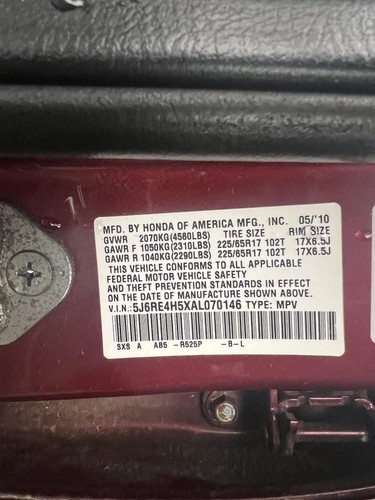 MFD. BY HONDA OF AMERICA MFG., INC. 05/'10
GVWR 2070KG(4560LBS) TIRE SIZE RIM SIZE
GAWR F 1050KG(2310LBS) 225/65R17 102T 17X6.5J
GAWR R 1040KG(2290LBS) 225/65R17 102T 17X6.5J
THIS VEHICLE CONFORMS TO ALL APPLICABLE
FEDERAL MOTOR VEHICLE SAFETY
AND THEFT PREVENTION STANDARDS IN EFFECT
ON THE DATE OF MANUFACTURE SHOWN ABOVE.
V.I.N.:5J6RE4H5XAL070146 TYPE: MPV
SXS A AB5 -R525P -B-L